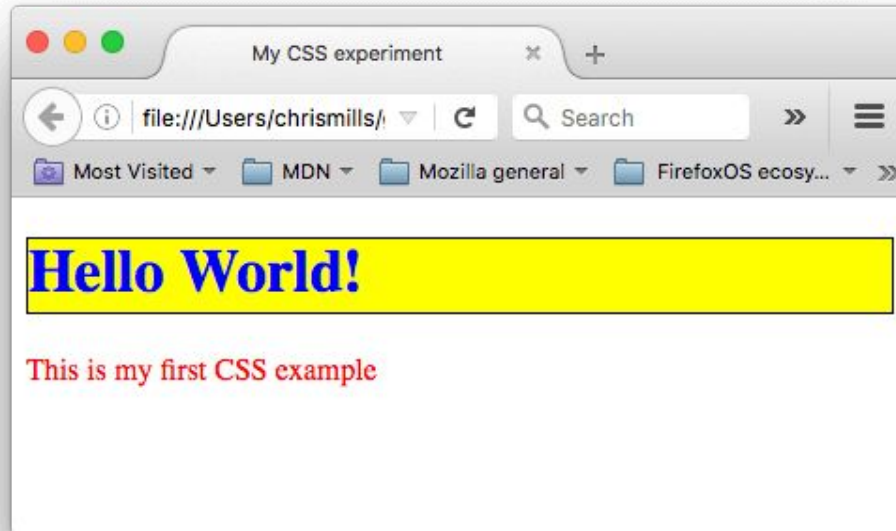 My CSS experiment
file:///Users/chrismills/
Search
Most Visited MDN Mozilla general FirefoxOS ecosy...
Hello World!
This is my first CSS example